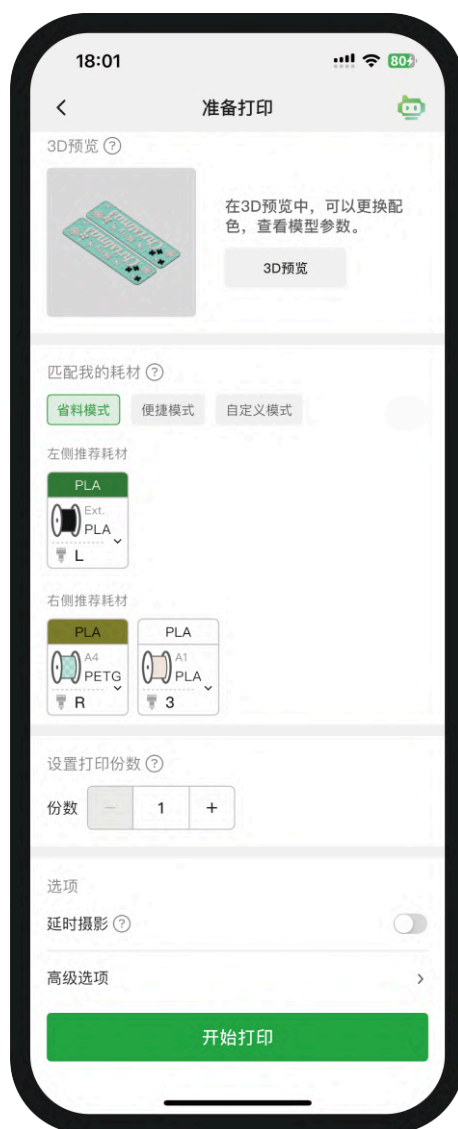 18:01
80
准备打印
3D预览 ?
在3D预览中，可以更换配
色，查看模型参数。
3D预览
匹配我的耗材 ?
省料模式 便捷模式 自定义模式
左侧推荐耗材
PLA
Ext.
PLA
L
右侧推荐耗材
PLA PLA
A4 A1
PETG PLA
R 3
设置打印份数 ?
份数 − 1 +
选项
延时摄影 ?
高级选项
开始打印